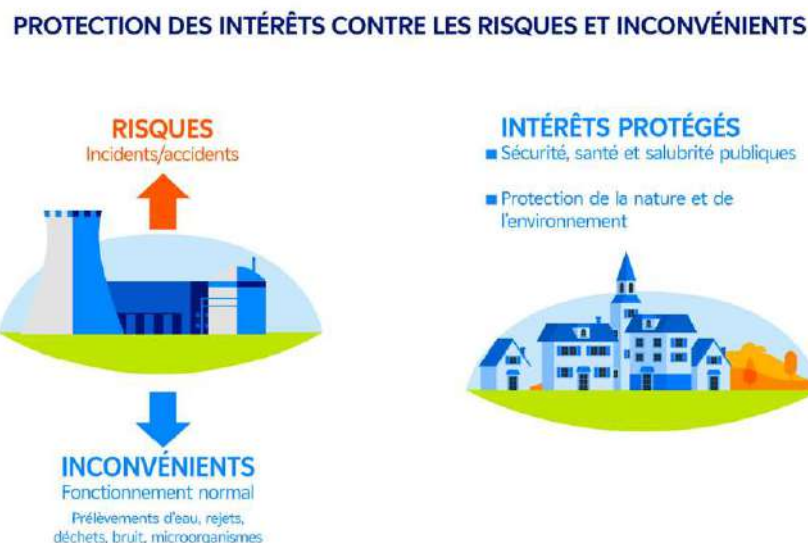 PROTECTION DES INTÉRÊTS CONTRE LES RISQUES ET INCONVÉNIENTS
RISQUES
Incidents/accidents
INCONVÉNIENTS
Fonctionnement normal
Prélèvements d'eau, rejets,
déchets, bruit, microorganismes
INTÉRÊTS PROTÉGÉS
Sécurité, santé et salubrité publiques
Protection de la nature et de
l'environnement